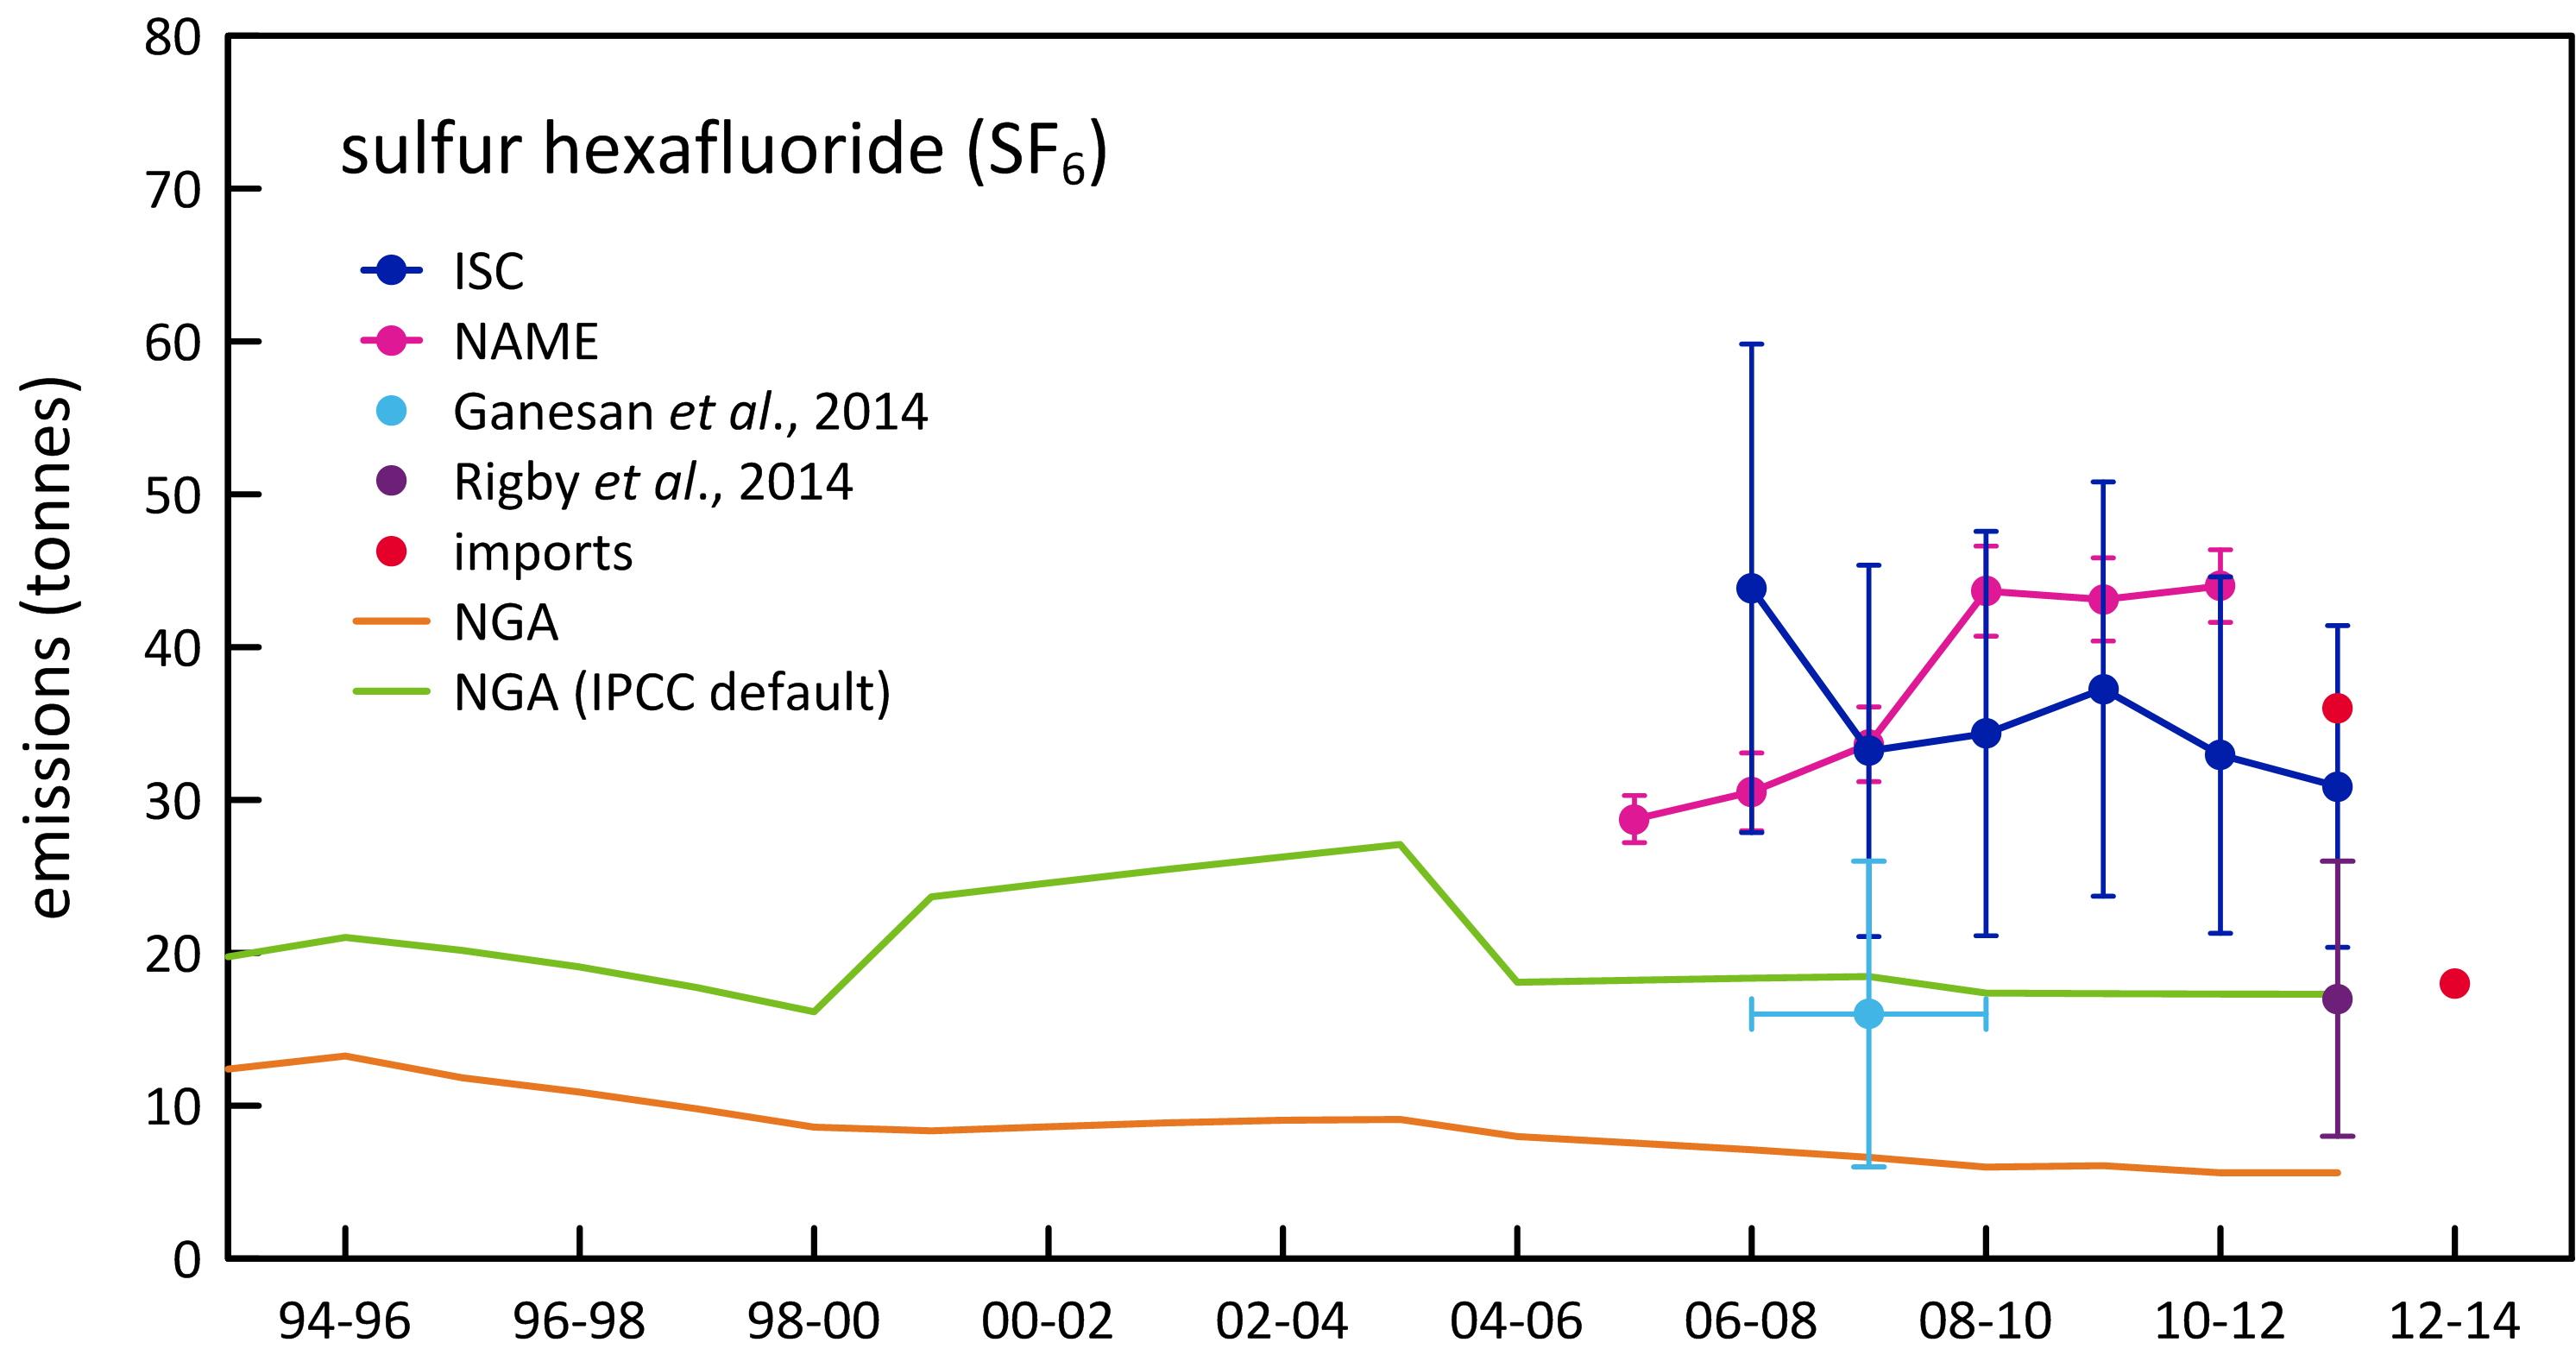 80
sulfur hexafluoride (SF₆)
70
ISC
60
NAME
Ganesan et al., 2014
50
Rigby et al., 2014
imports
NGA
40
NGA (IPCC default)
emissions (tonnes)
30
20
10
0
94-96 96-98 98-00 00-02 02-04 04-06 06-08 08-10 10-12 12-14